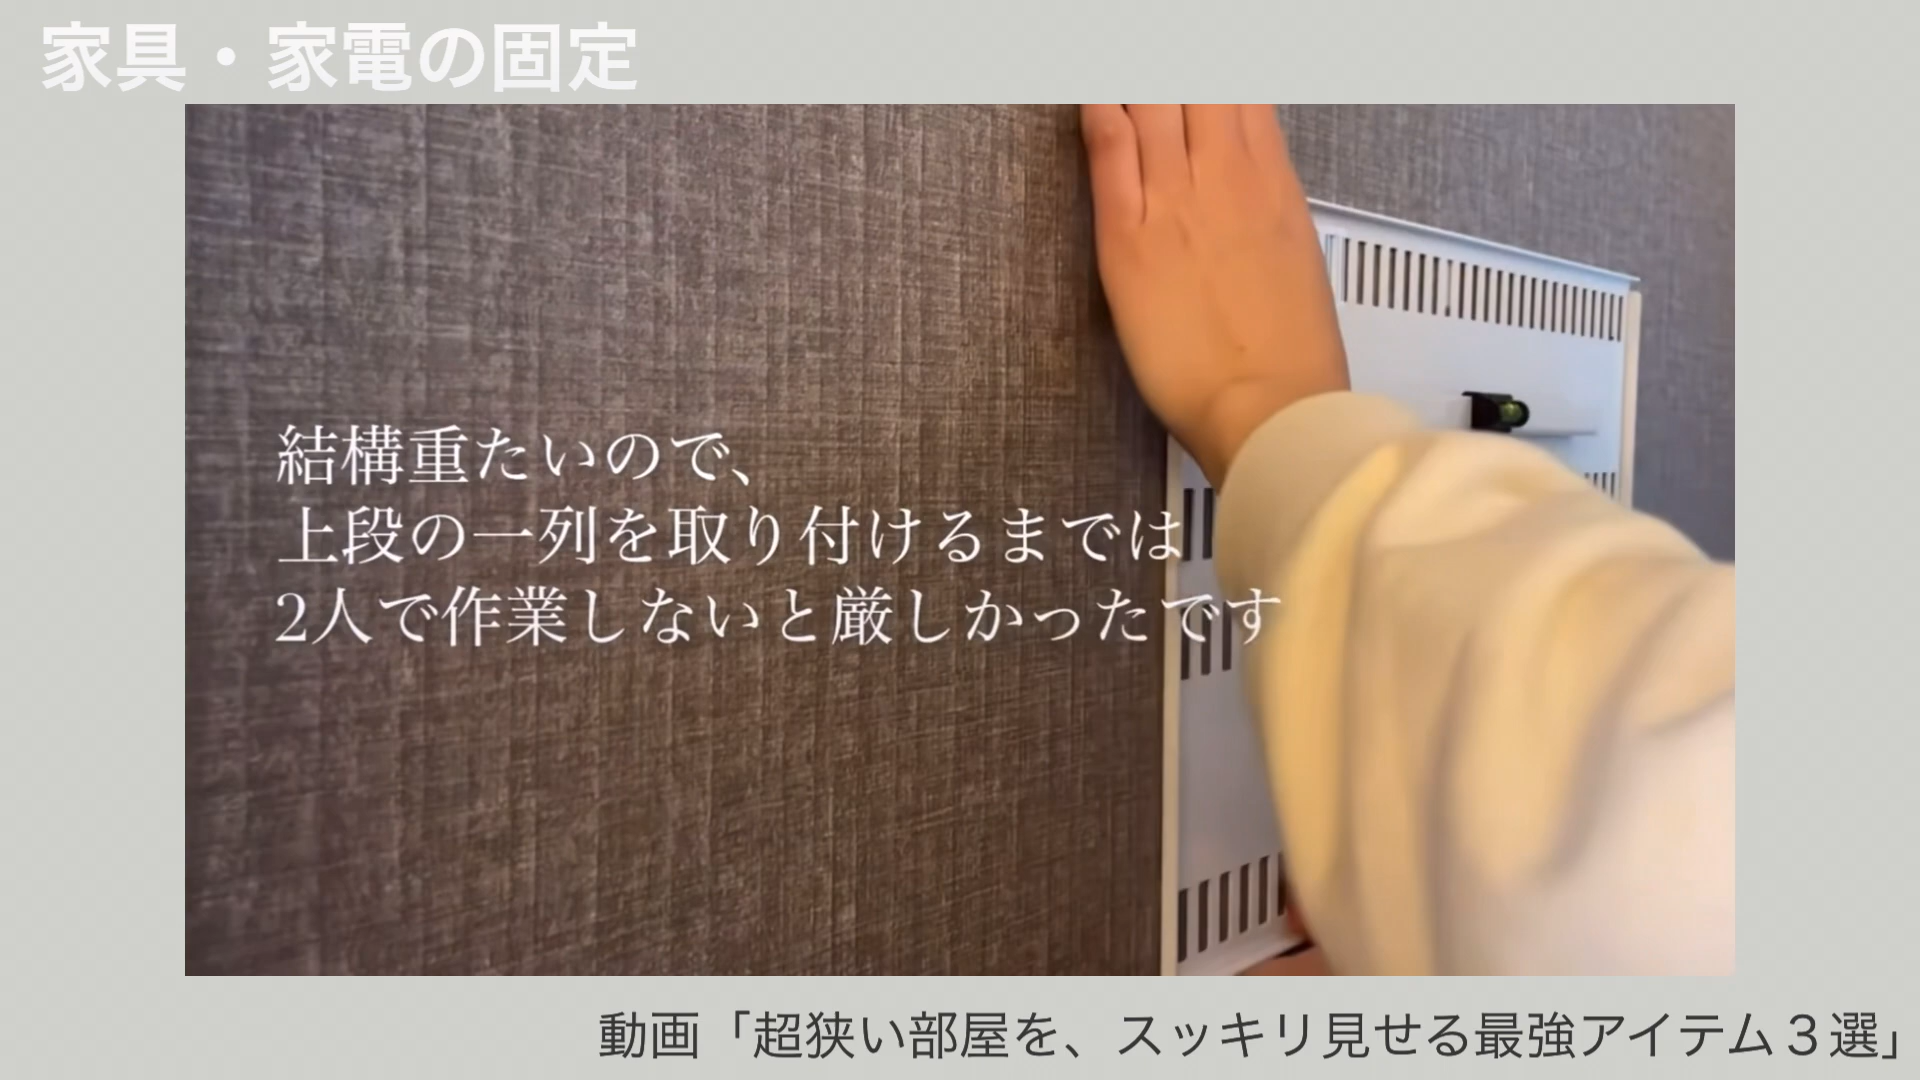 家具・家電の固定
結構重たいので、
上段の一列を取り付けるまでは
2人で作業しないと厳しかったです
動画「超狭い部屋を、スッキリ見せる最強アイテム３選」